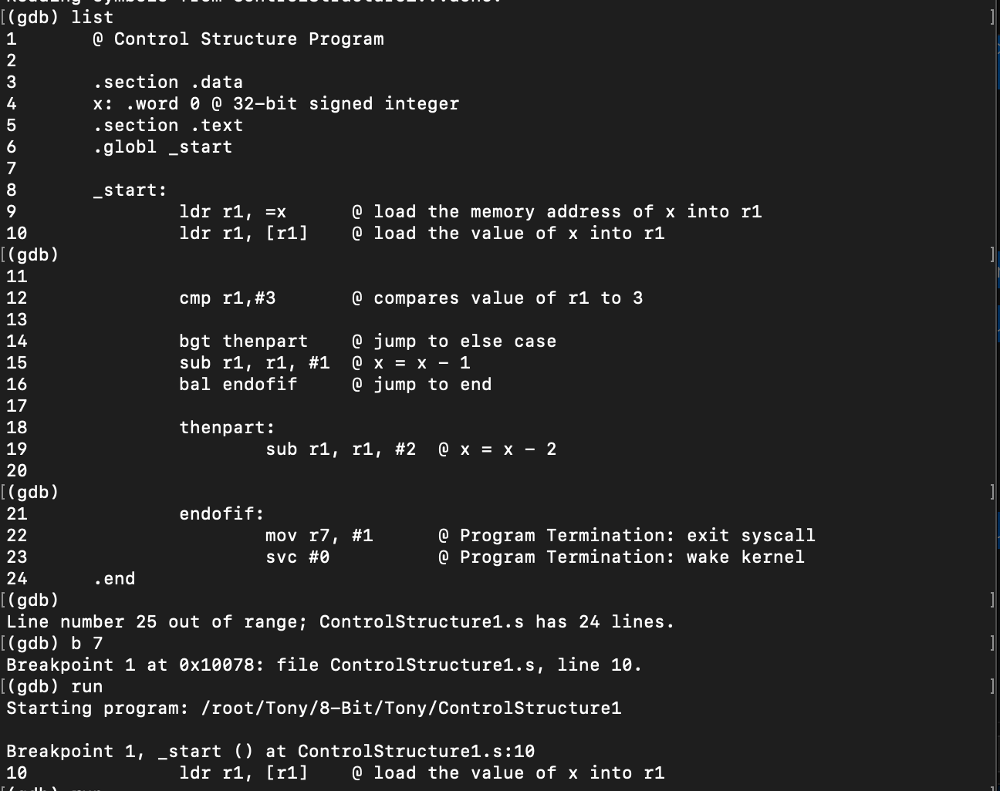 Reading symbols from ControlStructure1...done.
(gdb) list
1 @ Control Structure Program
2
3 .section .data
4 x: .word 0 @ 32-bit signed integer
5 .section .text
6 .globl _start
7
8 _start:
9 ldr r1, =x @ load the memory address of x into r1
10 ldr r1, [r1] @ load the value of x into r1
(gdb)
11
12 cmp r1,#3 @ compares value of r1 to 3
13
14 bgt thenpart @ jump to else case
15 sub r1, r1, #1 @ x = x - 1
16 bal endofif @ jump to end
17
18 thenpart:
19 sub r1, r1, #2 @ x = x - 2
20
(gdb)
21 endofif:
22 mov r7, #1 @ Program Termination: exit syscall
23 svc #0 @ Program Termination: wake kernel
24 .end
(gdb)
Line number 25 out of range; ControlStructure1.s has 24 lines.
(gdb) b 7
Breakpoint 1 at 0x10078: file ControlStructure1.s, line 10.
(gdb) run
Starting program: /root/Tony/8-Bit/Tony/ControlStructure1

Breakpoint 1, _start () at ControlStructure1.s:10
10 ldr r1, [r1] @ load the value of x into r1
(gdb)